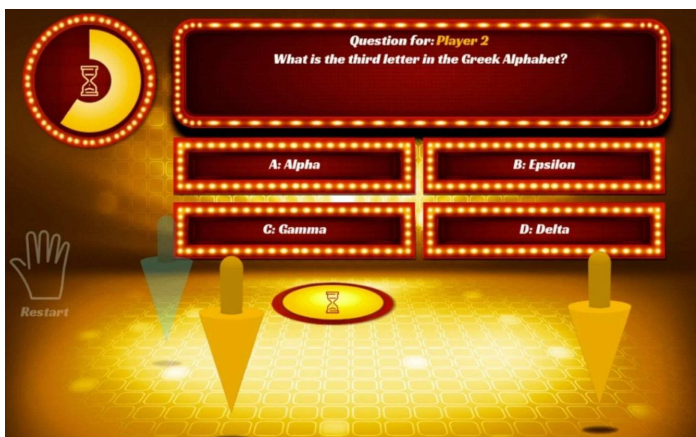 Question for: Player 2
What is the third letter in the Greek Alphabet?
A: Alpha
B: Epsilon
C: Gamma
D: Delta
Restart